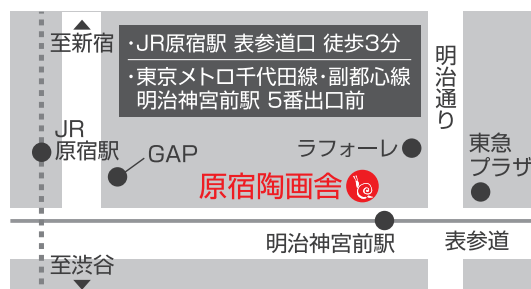 至新宿
・JR原宿駅 表参道口 徒歩3分
・東京メトロ千代田線・副都心線
明治神宮前駅 5番出口前
明治通り
JR
原宿駅
GAP
ラフォーレ
東急
プラザ
原宿陶画舎
明治神宮前駅
表参道
至渋谷